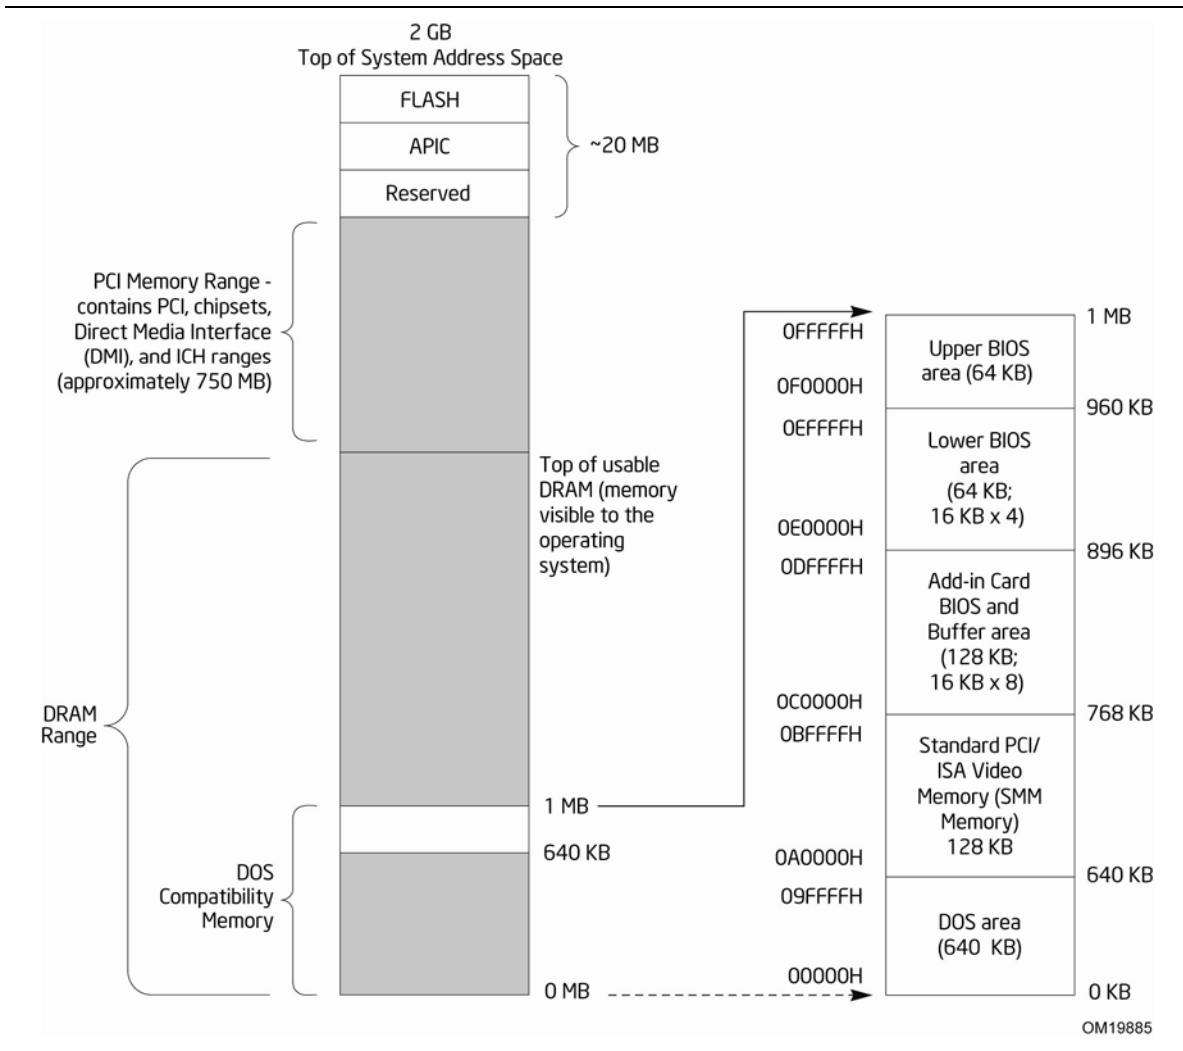 2 GB
Top of System Address Space
FLASH
APIC
Reserved
~20 MB
PCI Memory Range -
contains PCI, chipsets,
Direct Media Interface
(DMI), and ICH ranges
(approximately 750 MB)
Top of usable
DRAM (memory
visible to the
operating
system)
DRAM
Range
1 MB
640 KB
DOS
Compatibility
Memory
0 MB
0FFFFFH
0F0000H
0EFFFFH
0E0000H
0DFFFFH
0C0000H
0BFFFFH
0A0000H
09FFFFH
00000H
Upper BIOS
area (64 KB)
Lower BIOS
area
(64 KB;
16 KB x 4)
Add-in Card
BIOS and
Buffer area
(128 KB;
16 KB x 8)
Standard PCI/
ISA Video
Memory (SMM
Memory)
128 KB
DOS area
(640 KB)
1 MB
960 KB
896 KB
768 KB
640 KB
0 KB
OM19885